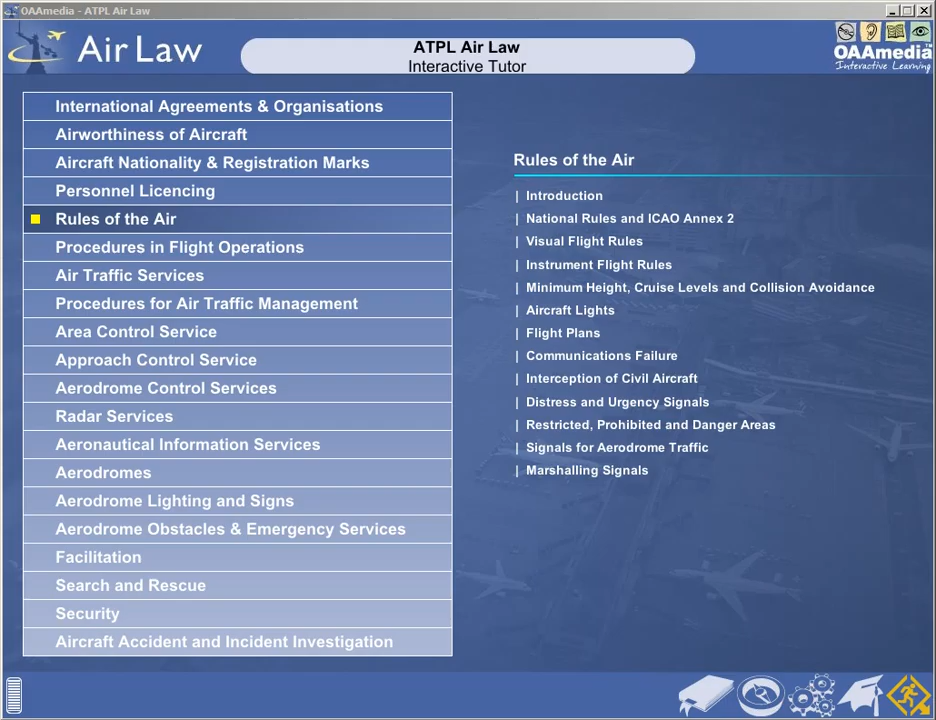 OAAmedia - ATPL Air Law
Air Law
ATPL Air Law
Interactive Tutor
OAAmedia™
Interactive Learning
International Agreements & Organisations
Airworthiness of Aircraft
Aircraft Nationality & Registration Marks
Personnel Licencing
Rules of the Air
Procedures in Flight Operations
Air Traffic Services
Procedures for Air Traffic Management
Area Control Service
Approach Control Service
Aerodrome Control Services
Radar Services
Aeronautical Information Services
Aerodromes
Aerodrome Lighting and Signs
Aerodrome Obstacles & Emergency Services
Facilitation
Search and Rescue
Security
Aircraft Accident and Incident Investigation
Rules of the Air
| Introduction
| National Rules and ICAO Annex 2
| Visual Flight Rules
| Instrument Flight Rules
| Minimum Height, Cruise Levels and Collision Avoidance
| Aircraft Lights
| Flight Plans
| Communications Failure
| Interception of Civil Aircraft
| Distress and Urgency Signals
| Restricted, Prohibited and Danger Areas
| Signals for Aerodrome Traffic
| Marshalling Signals